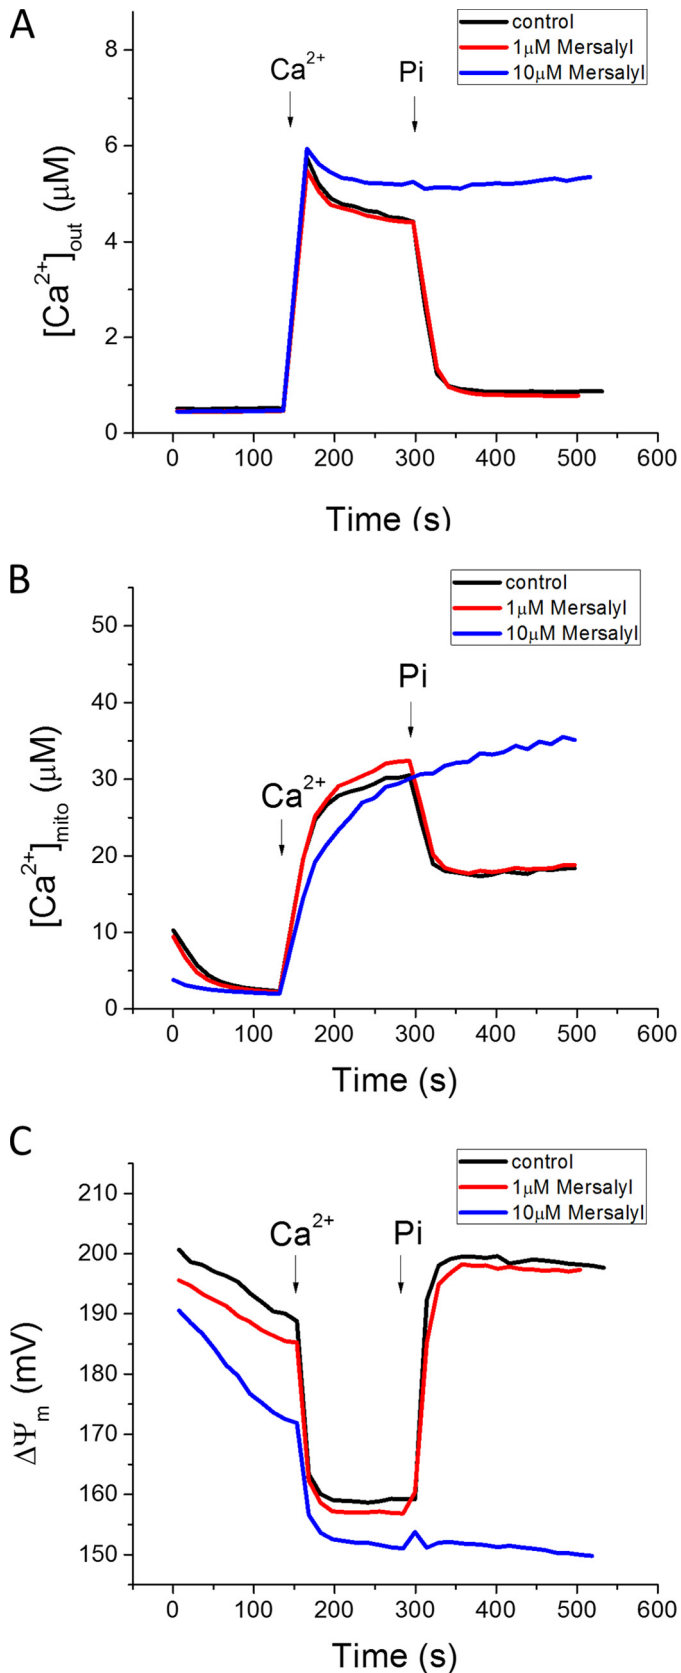 A
control
1μM Mersalyl
10μM Mersalyl
Ca²⁺
Pi
[Ca²⁺]out (μM)
8
6
4
2
0
0 100 200 300 400 500 600
Time (s)
B
control
1μM Mersalyl
10μM Mersalyl
Pi
Ca²⁺
[Ca²⁺]mito (μM)
50
40
30
20
10
0
0 100 200 300 400 500 600
Time (s)
C
control
1μM Mersalyl
10μM Mersalyl
Ca²⁺
Pi
ΔΨm (mV)
210
200
190
180
170
160
150
0 100 200 300 400 500 600
Time (s)